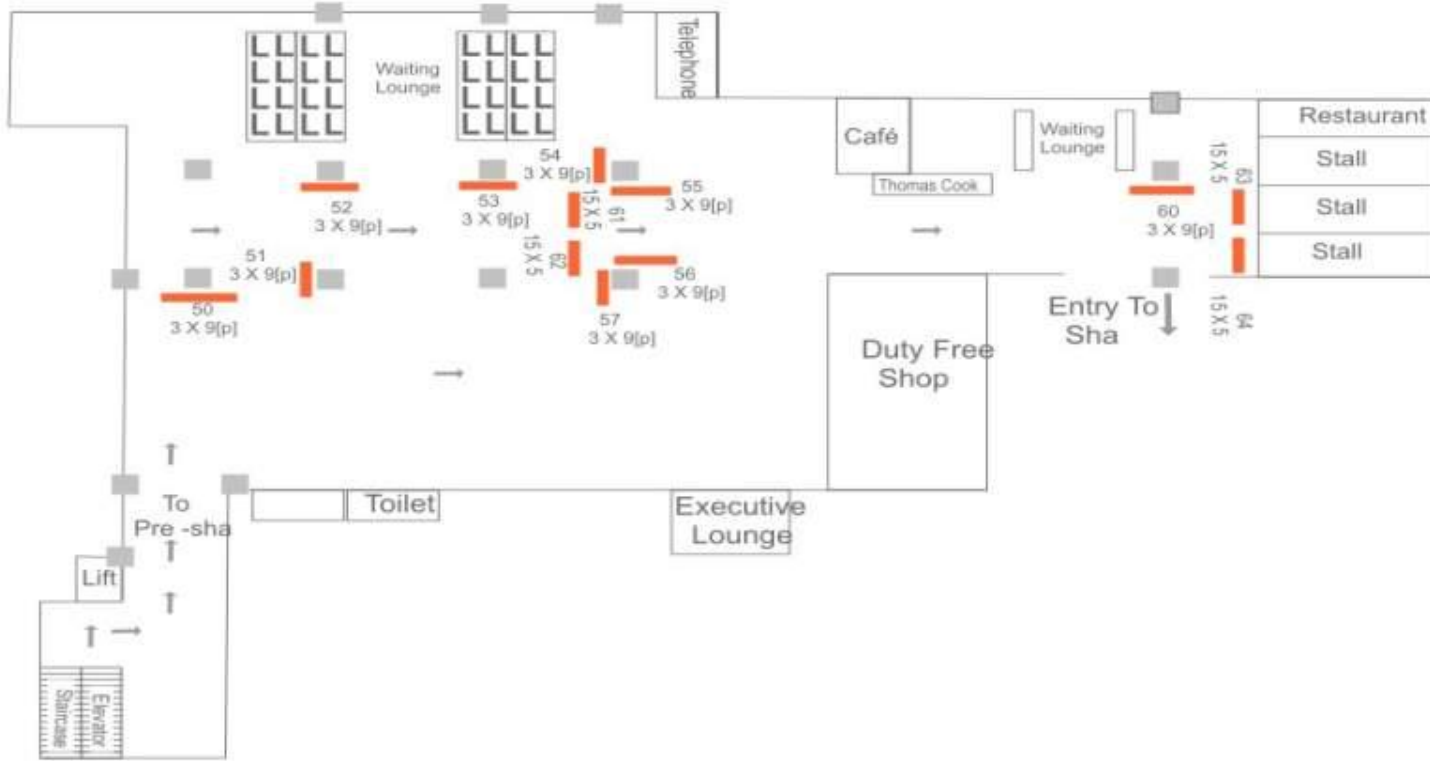 Telephone
Waiting
Lounge
Café
Waiting
Lounge
Restaurant
Stall
Stall
Stall
Thomas Cook
54
3 X 9[p]
55
3 X 9[p]
53
3 X 9[p]
52
3 X 9[p]
61
15 X 5
62
15 X 5
51
3 X 9[p]
50
3 X 9[p]
56
3 X 9[p]
57
3 X 9[p]
60
3 X 9[p]
63
15 X 5
64
15 X 5
Entry To
Sha
Duty Free
Shop
To
Pre -sha
Toilet
Executive
Lounge
Lift
Staircase
Elevator